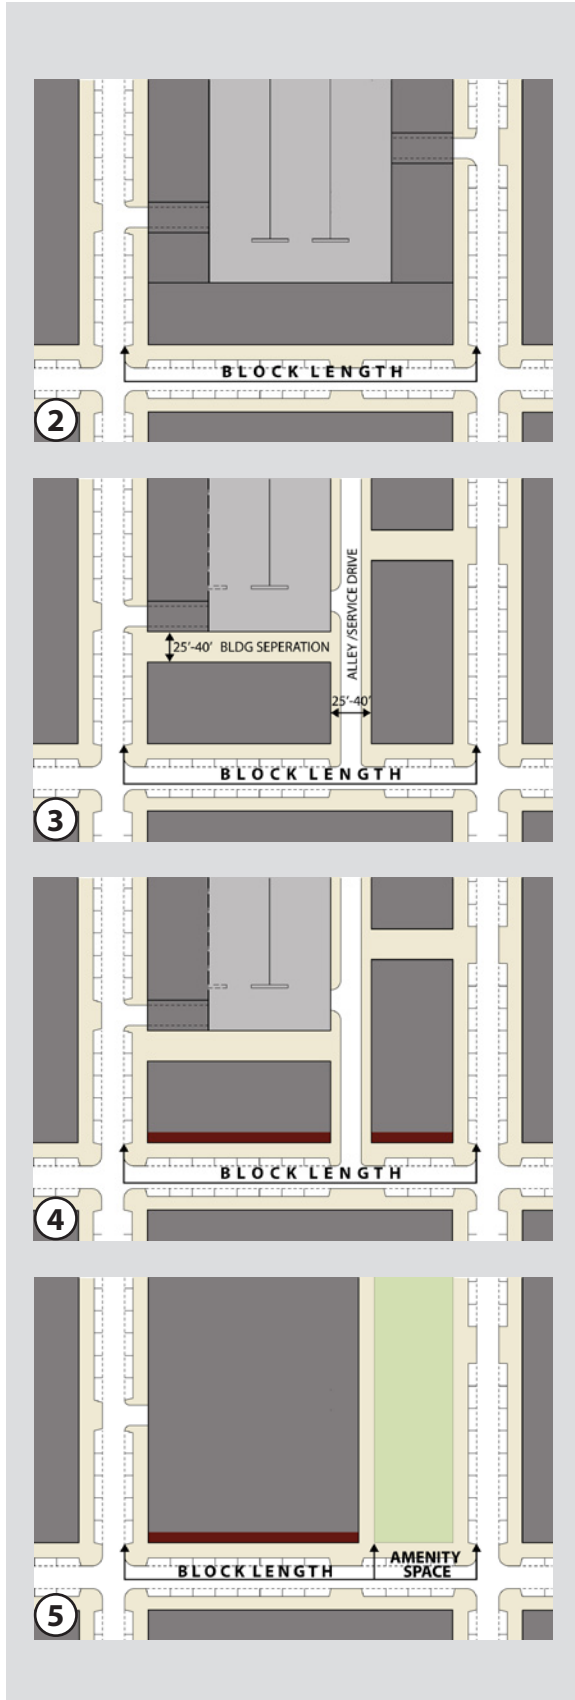 BLOCK LENGTH
2
ALLEY /SERVICE DRIVE
25'-40' BLDG SEPERATION
25'-40'
BLOCK LENGTH
3
BLOCK LENGTH
4
AMENITY
SPACE
BLOCK LENGTH
5